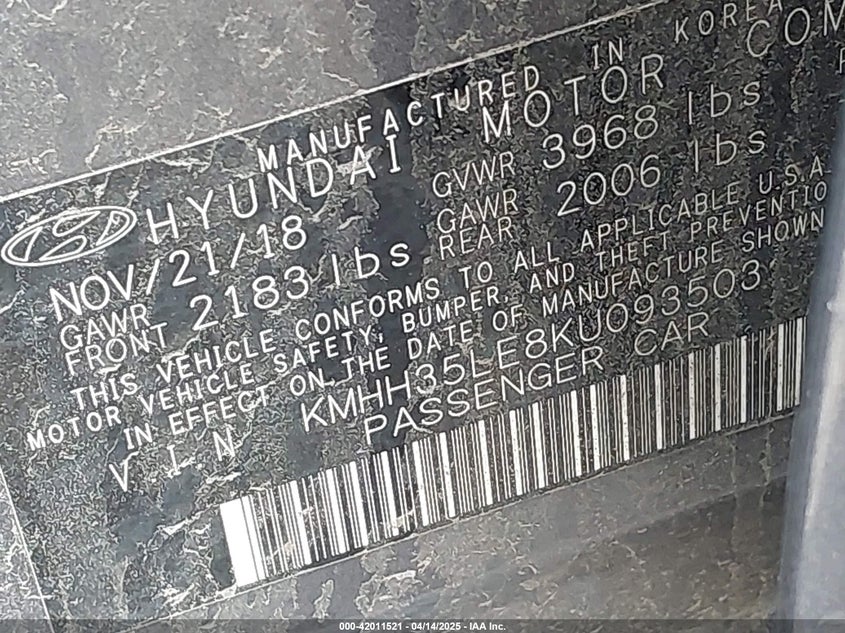 MANUFACTURED IN KOREA
HYUNDAI MOTOR COM
NOV/21/18 GVWR 3968 lbs
GAWR FRONT 2183 lbs GAWR REAR 2006 lbs
THIS VEHICLE CONFORMS TO ALL APPLICABLE U.S.A.
MOTOR VEHICLE SAFETY, BUMPER, AND THEFT PREVENTIO
IN EFFECT ON THE DATE OF MANUFACTURE SHOWN
V I N KMHH35LE8KU093503
PASSENGER CAR
000-42011521 - 04/14/2025 - IAA Inc.